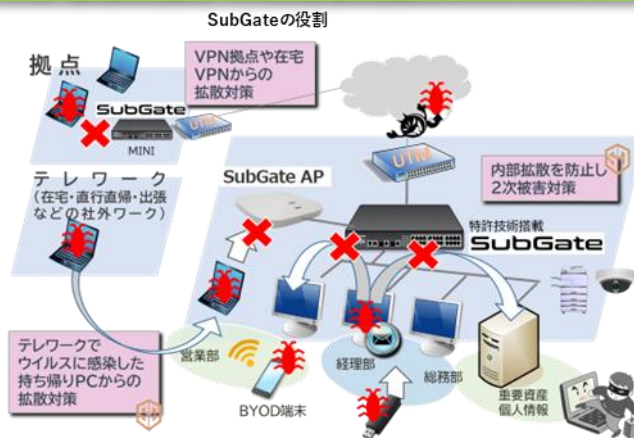 SubGateの役割
拠点
VPN拠点や在宅
VPNからの
拡散対策
SubGate
MINI
UTM
UTM
テレワーク
(在宅・直行直帰・出張
などの社外ワーク)
SubGate AP
内部拡散を防止し
2次被害対策
特許技術搭載
SubGate
テレワークで
ウイルスに感染した
持ち帰りPCからの
拡散対策
営業部
BYOD端末
経理部
総務部
重要資産
個人情報